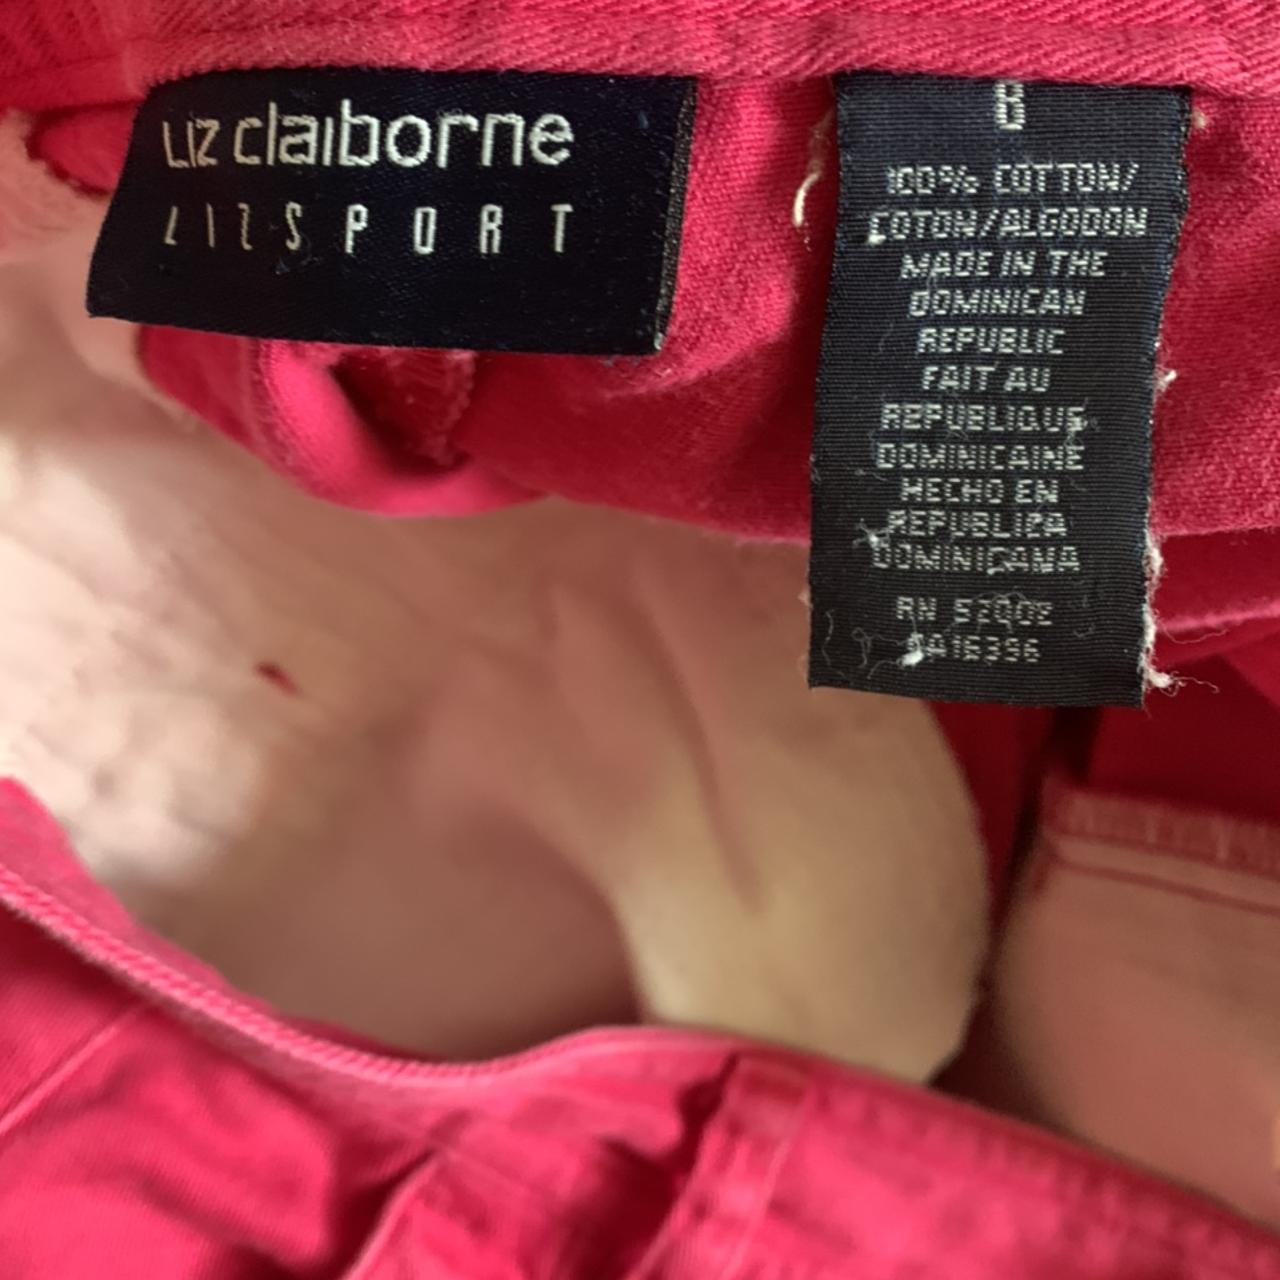 Liz claiborne
LIZSPORT
8
100% COTTON/
COTON/ALGODON
MADE IN THE
DOMINICAN
REPUBLIC
FAIT AU
REPUBLIQUE
DOMINICAINE
HECHO EN
REPUBLICA
DOMINICANA
RN 52002
CA16396